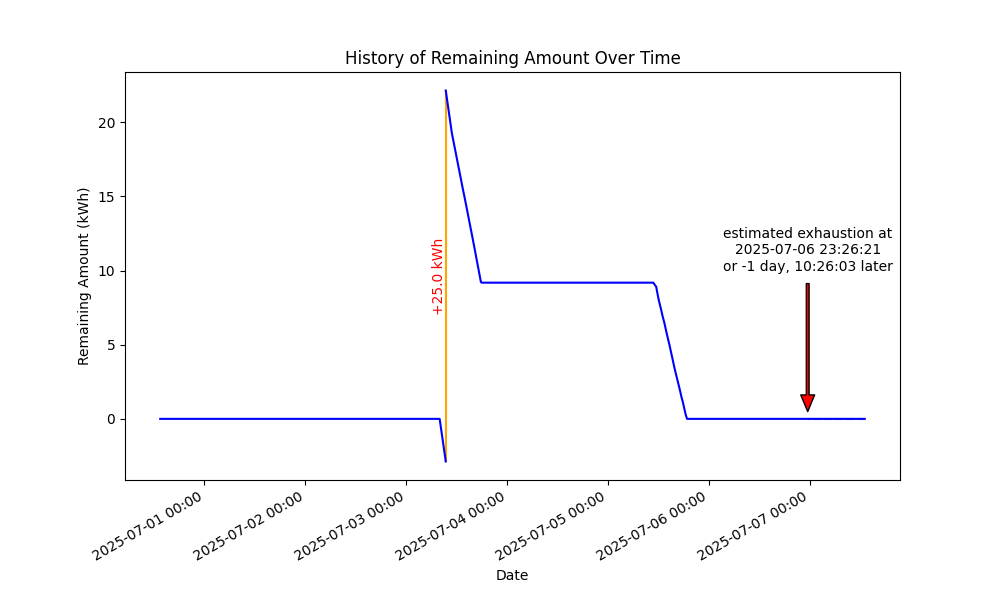 History of Remaining Amount Over Time
Remaining Amount (kWh)
20
15
10
5
0
+25.0 kWh
estimated exhaustion at
2025-07-06 23:26:21
or -1 day, 10:26:03 later
2025-07-01 00:00
2025-07-02 00:00
2025-07-03 00:00
2025-07-04 00:00
2025-07-05 00:00
2025-07-06 00:00
2025-07-07 00:00
Date